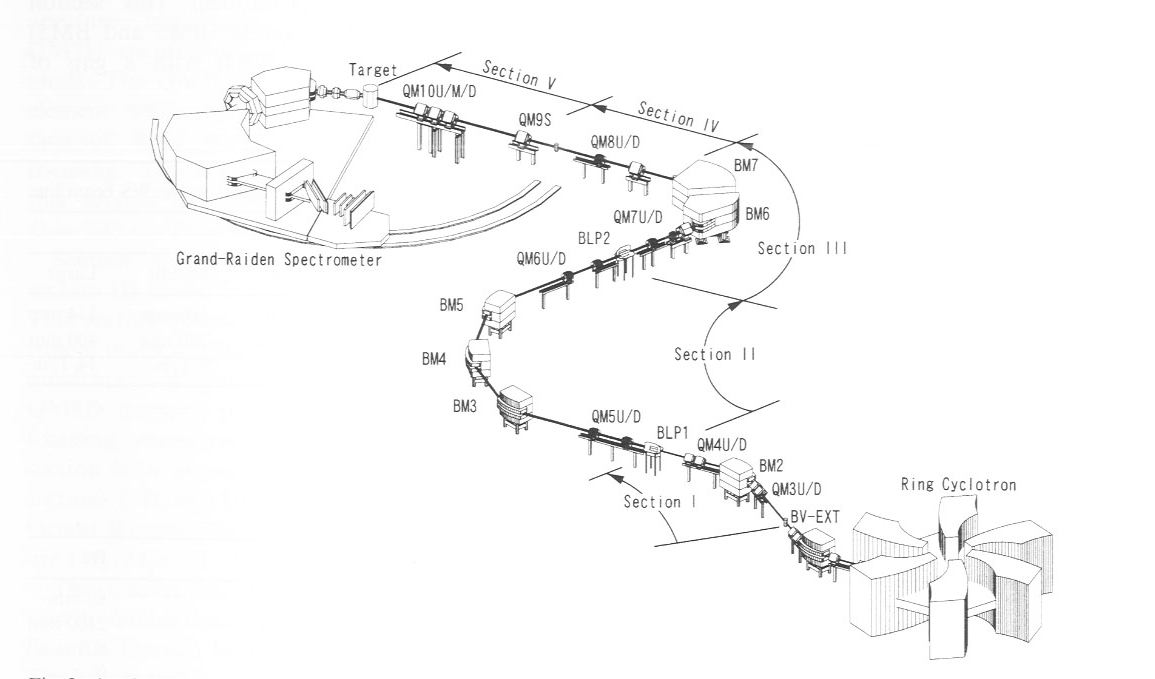 Target
Section V
QM10U/M/D
Section IV
QM9S
QM8U/D
BM7
BM6
QM7U/D
BLP2
Section III
QM6U/D
Grand-Raiden Spectrometer
BM5
BM4
Section II
BM3
QM5U/D
BLP1
QM4U/D
BM2
Ring Cyclotron
QM3U/D
Section I
BV-EXT